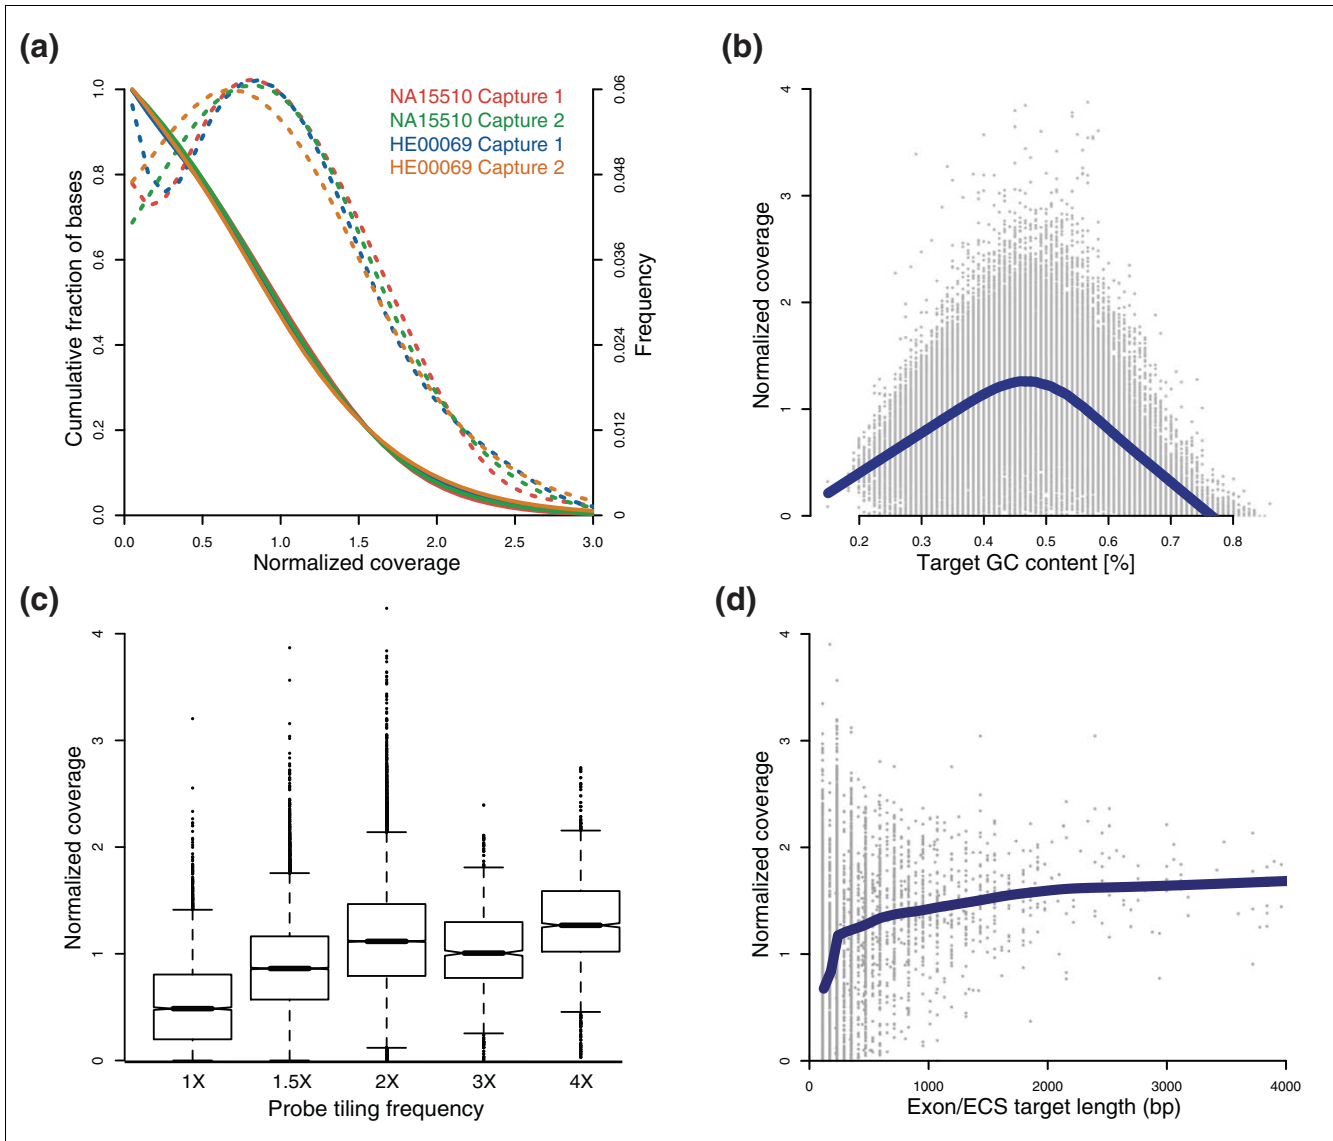 (a)
NA15510 Capture 1
NA15510 Capture 2
HE00069 Capture 1
HE00069 Capture 2
Cumulative fraction of bases
0.0
0.2
0.4
0.6
0.8
1.0
Frequency
0
0.012
0.024
0.036
0.048
0.06
0.0 0.5 1.0 1.5 2.0 2.5 3.0
Normalized coverage
(b)
Normalized coverage
0
1
2
3
4
0.2 0.3 0.4 0.5 0.6 0.7 0.8
Target GC content [%]
(c)
Normalized coverage
0
1
2
3
4
1X 1.5X 2X 3X 4X
Probe tiling frequency
(d)
Normalized coverage
0
1
2
3
4
0 1000 2000 3000 4000
Exon/ECS target length (bp)